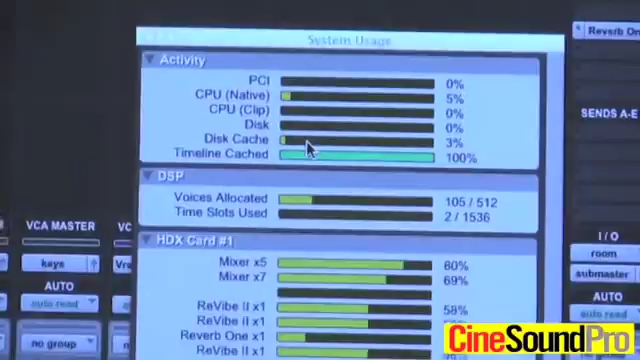 System Usage
Activity
PCI 0%
CPU (Native) 5%
CPU (Clip) 0%
Disk 0%
Disk Cache 3%
Timeline Cached 100%
DSP
Voices Allocated 105 / 512
Time Slots Used 2 / 1536
HDX Card #1
Mixer x5 80%
Mixer x7 69%
ReVibe II x1 58%
ReVibe II x1
Reverb One x1
ReVibe II x1
VCA MASTER
keys
AUTO
auto read
no group
VC
Reverb On
SENDS A-E
I / O
room
submaster
AUTO
auto read
CineSoundPro